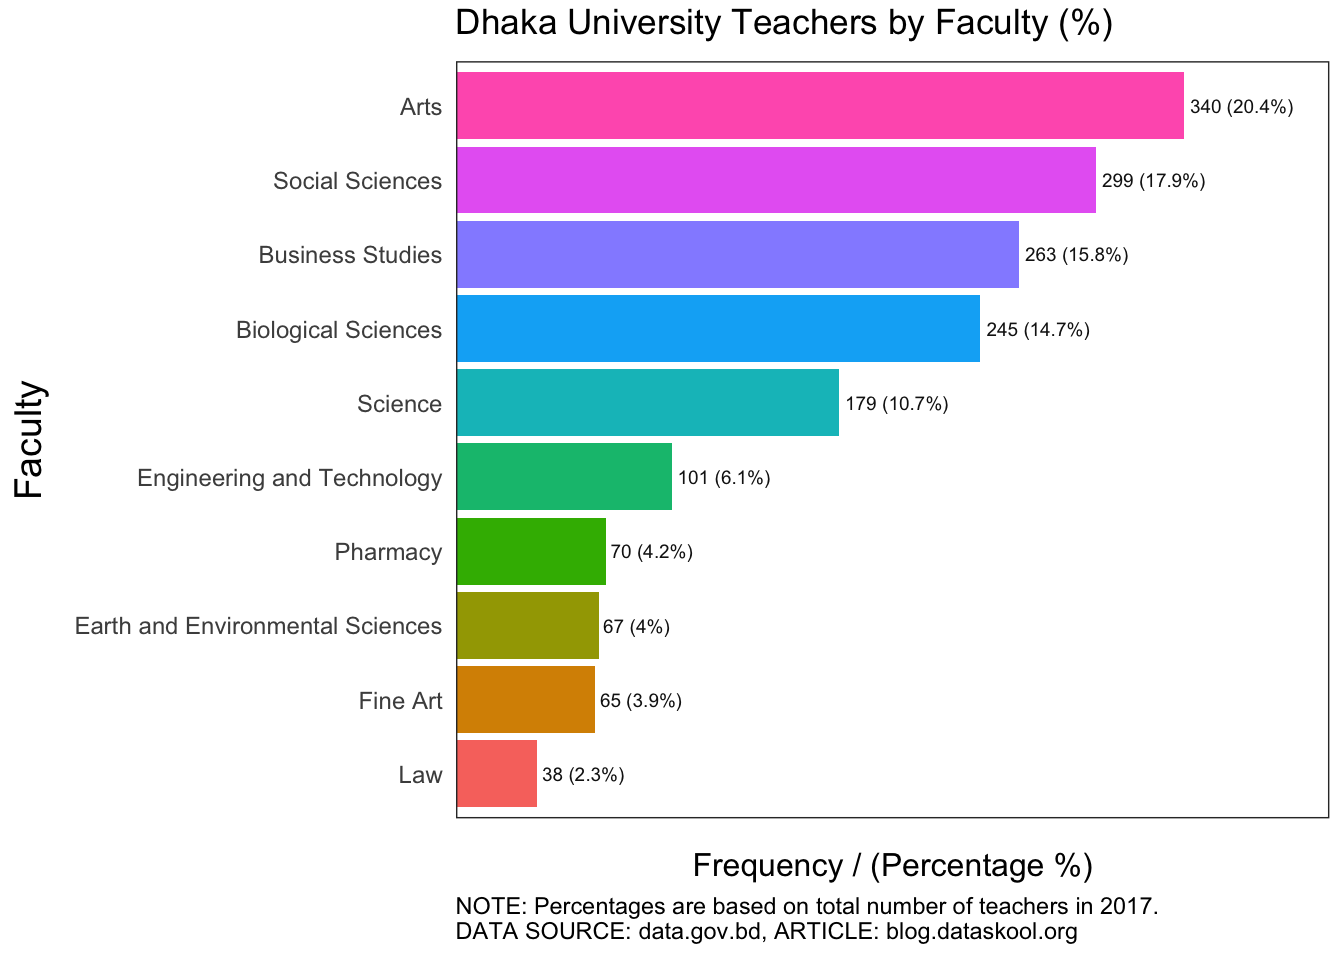 Dhaka University Teachers by Faculty (%)
Faculty
Arts 340 (20.4%)
Social Sciences 299 (17.9%)
Business Studies 263 (15.8%)
Biological Sciences 245 (14.7%)
Science 179 (10.7%)
Engineering and Technology 101 (6.1%)
Pharmacy 70 (4.2%)
Earth and Environmental Sciences 67 (4%)
Fine Art 65 (3.9%)
Law 38 (2.3%)
Frequency / (Percentage %)
NOTE: Percentages are based on total number of teachers in 2017.
DATA SOURCE: data.gov.bd, ARTICLE: blog.dataskool.org